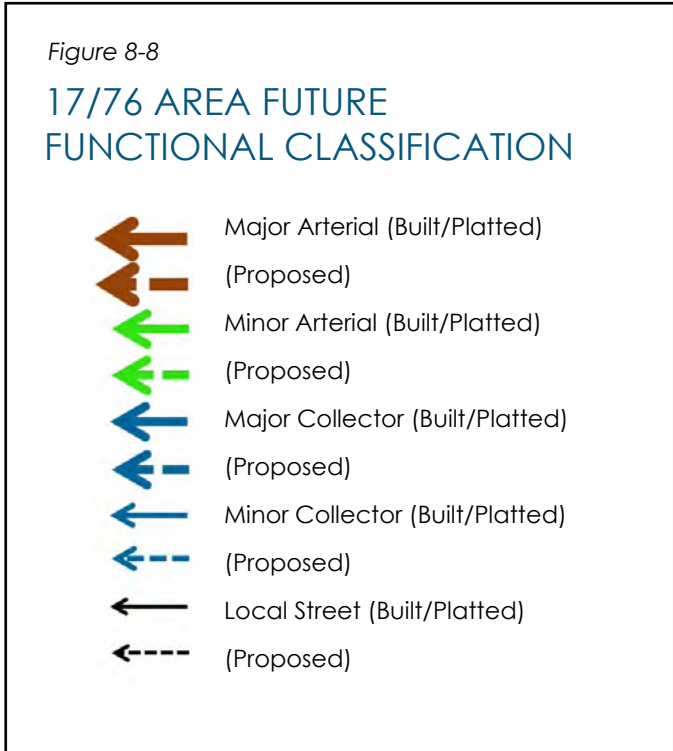 Figure 8-8
17/76 AREA FUTURE
FUNCTIONAL CLASSIFICATION
Major Arterial (Built/Platted)
(Proposed)
Minor Arterial (Built/Platted)
(Proposed)
Major Collector (Built/Platted)
(Proposed)
Minor Collector (Built/Platted)
(Proposed)
Local Street (Built/Platted)
(Proposed)